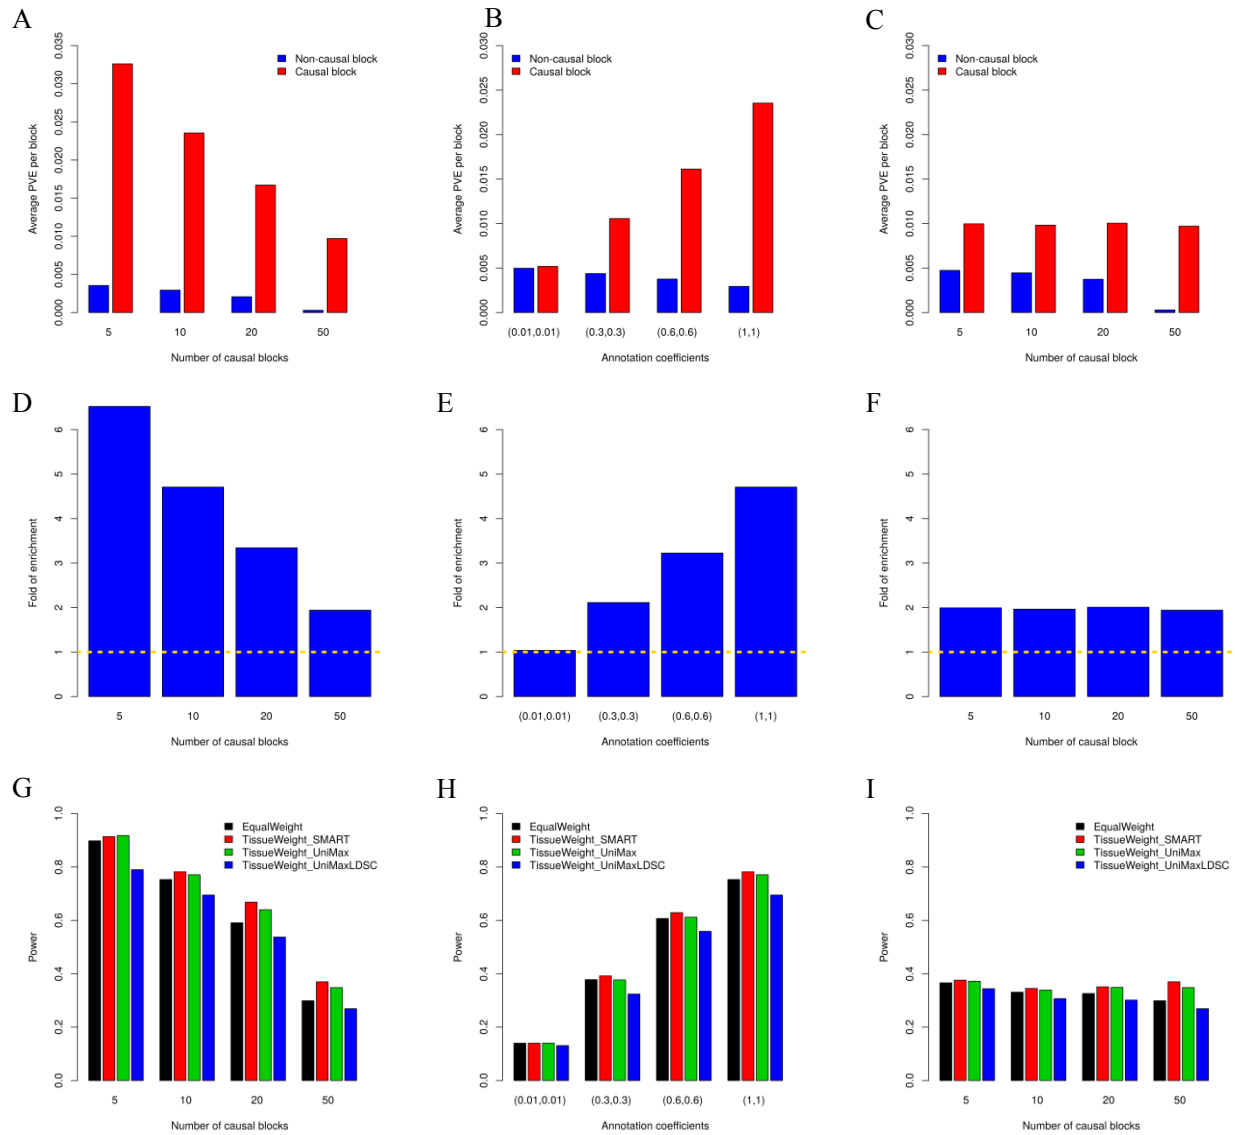 A
Average PVE per block
0.000 0.005 0.010 0.015 0.020 0.025 0.030 0.035
Non-causal block
Causal block
5 10 20 50
Number of causal blocks
B
Average PVE per block
0.000 0.005 0.010 0.015 0.020 0.025 0.030
Non-causal block
Causal block
(0.01,0.01) (0.3,0.3) (0.6,0.6) (1,1)
Annotation coefficients
C
Average PVE per block
0.000 0.005 0.010 0.015 0.020 0.025 0.030
Non-causal block
Causal block
5 10 20 50
Number of causal block
D
Fold of enrichment
0 1 2 3 4 5 6
5 10 20 50
Number of causal blocks
E
Fold of enrichment
0 1 2 3 4 5 6
(0.01,0.01) (0.3,0.3) (0.6,0.6) (1,1)
Annotation coefficients
F
Fold of enrichment
0 1 2 3 4 5 6
5 10 20 50
Number of causal block
G
Power
0.0 0.2 0.4 0.6 0.8 1.0
EqualWeight
TissueWeight_SMART
TissueWeight_UniMax
TissueWeight_UniMaxLDSC
5 10 20 50
Number of causal blocks
H
Power
0.0 0.2 0.4 0.6 0.8 1.0
EqualWeight
TissueWeight_SMART
TissueWeight_UniMax
TissueWeight_UniMaxLDSC
(0.01,0.01) (0.3,0.3) (0.6,0.6) (1,1)
Annotation coefficients
I
Power
0.0 0.2 0.4 0.6 0.8 1.0
EqualWeight
TissueWeight_SMART
TissueWeight_UniMax
TissueWeight_UniMaxLDSC
5 10 20 50
Number of causal blocks